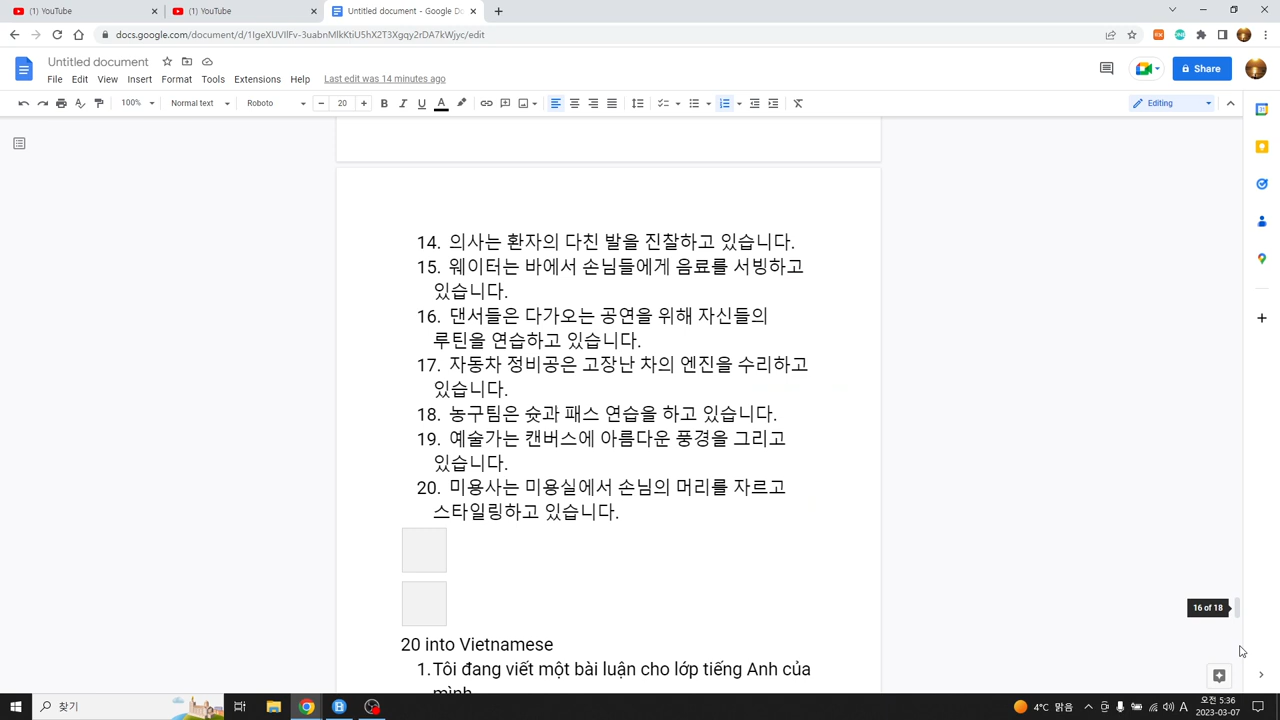 (1) YouTube
(1) YouTube
Untitled document - Google Do
docs.google.com/document/d/1IgeXUVIlFv-3uabnMlkKtiU5hX2T3Xgqy2rDA7kWjyc/edit
Untitled document
File Edit View Insert Format Tools Extensions Help Last edit was 14 minutes ago
Share
100% Normal text Roboto 20 Editing
14. 의사는 환자의 다친 발을 진찰하고 있습니다.
15. 웨이터는 바에서 손님들에게 음료를 서빙하고
있습니다.
16. 댄서들은 다가오는 공연을 위해 자신들의
루틴을 연습하고 있습니다.
17. 자동차 정비공은 고장난 차의 엔진을 수리하고
있습니다.
18. 농구팀은 슛과 패스 연습을 하고 있습니다.
19. 예술가는 캔버스에 아름다운 풍경을 그리고
있습니다.
20. 미용사는 미용실에서 손님의 머리를 자르고
스타일링하고 있습니다.
16 of 18
20 into Vietnamese
1. Tôi đang viết một bài luận cho lớp tiếng Anh của
mình
찾기
4°C 맑음
A
오전 5:36
2023-03-07